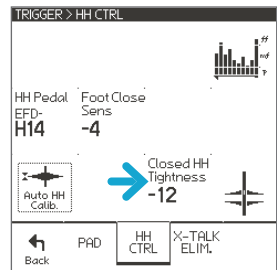 TRIGGER > HH CTRL
ff
mf
p
HH Pedal
EFD-
H14
Foot Close
Sens
-4
Auto HH
Calib.
Closed HH
Tightness
-12
Back
PAD
HH
CTRL
X-TALK
ELIM.